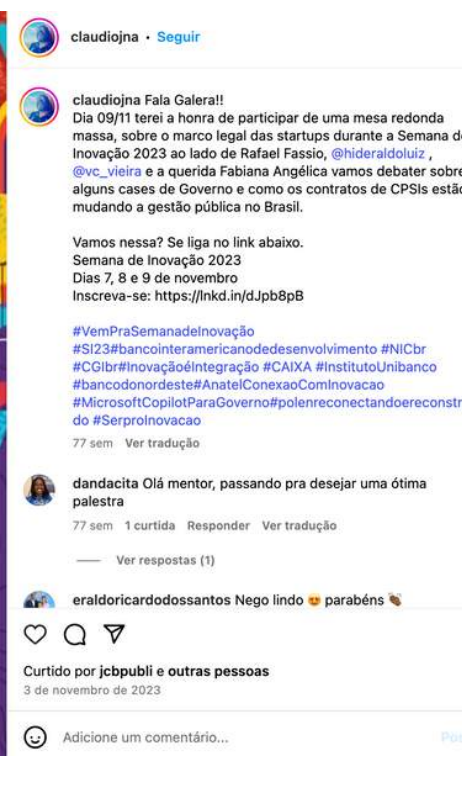 claudiojna • Seguir
claudiojna Fala Galera!!
Dia 09/11 terei a honra de participar de uma mesa redonda
massa, sobre o marco legal das startups durante a Semana de
Inovação 2023 ao lado de Rafael Fassio, @hideraldoluiz ,
@vc_vieira e a querida Fabiana Angélica vamos debater sobre
alguns cases de Governo e como os contratos de CPSIs estão
mudando a gestão pública no Brasil.
Vamos nessa? Se liga no link abaixo.
Semana de Inovação 2023
Dias 7, 8 e 9 de novembro
Inscreva-se: https://lnkd.in/dJpb8pB
#VemPraSemanadeInovação
#SI23#bancointeramericanodedesenvolvimento #NICbr
#CGIbr#InovaçãoéIntegração #CAIXA #InstitutoUnibanco
#bancodonordeste#AnatelConexaoComInovacao
#MicrosoftCopilotParaGoverno#polenreconectandoereconstr
do #SerproInovacao
77 sem Ver tradução
dandacita Olá mentor, passando pra desejar uma ótima
palestra
77 sem 1 curtida Responder Ver tradução
Ver respostas (1)
eraldoricardodossantos Nego lindo 😍 parabéns 👏🏾
Curtido por jcbpubli e outras pessoas
3 de novembro de 2023
Adicione um comentário...